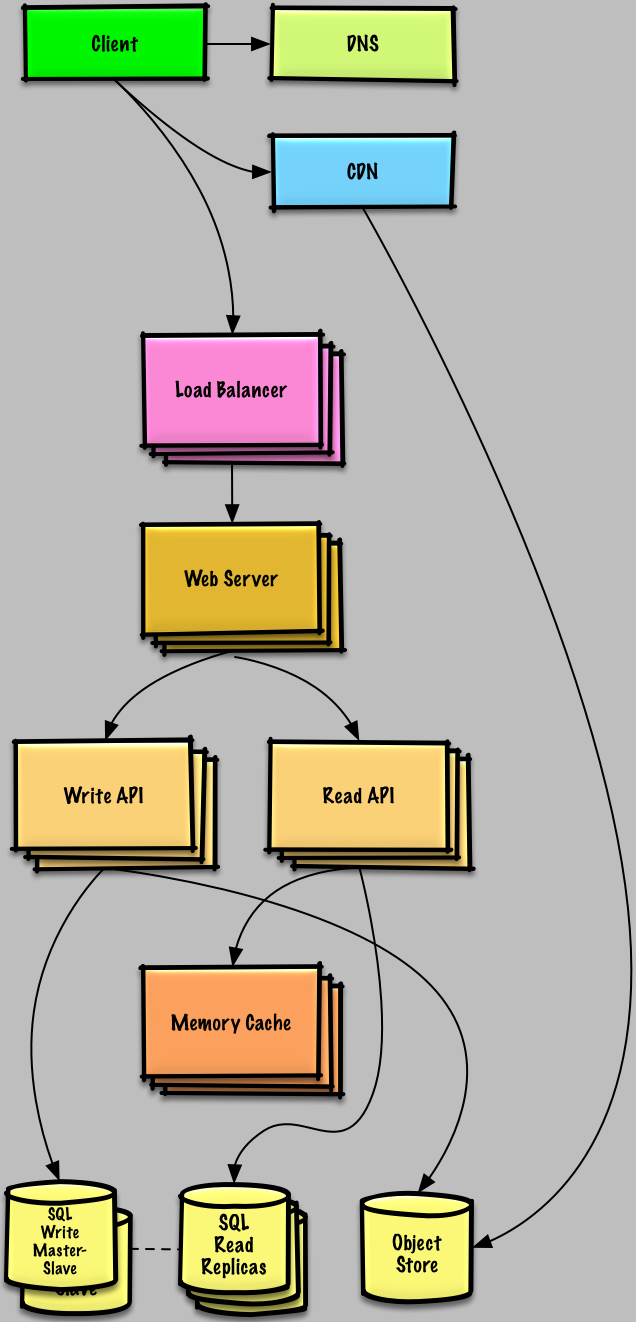 Client
DNS
CDN
Load Balancer
Web Server
Write API
Read API
Memory Cache
SQL
Write
Master-
Slave
Slave
SQL
Read
Replicas
Object
Store